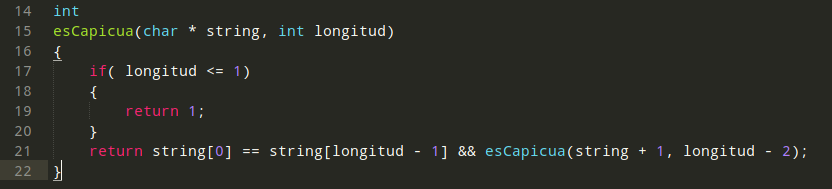 14 int
15 esCapicua(char * string, int longitud)
16 {
17     if( longitud <= 1)
18     {
19         return 1;
20     }
21     return string[0] == string[longitud - 1] && esCapicua(string + 1, longitud - 2);
22 }